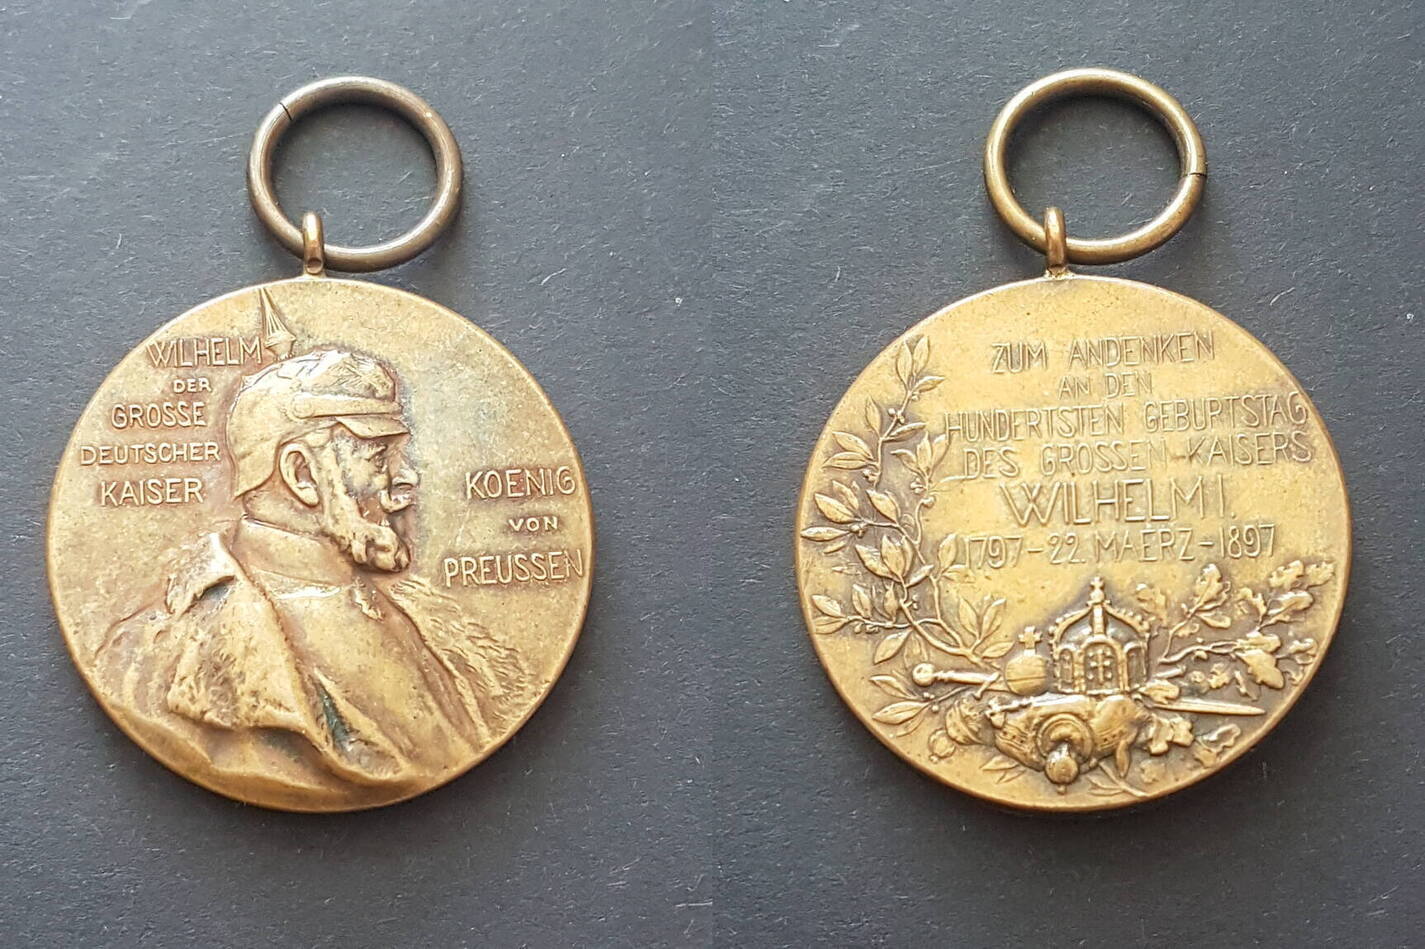 WILHELM
DER
GROSSE
DEUTSCHER
KAISER
KOENIG
VON
PREUSSEN
ZUM ANDENKEN
AN DEN
HUNDERTSTEN GEBURTSTAG
DES GROSSEN KAISERS
WILHELM I.
1797-22. MAERZ-1897